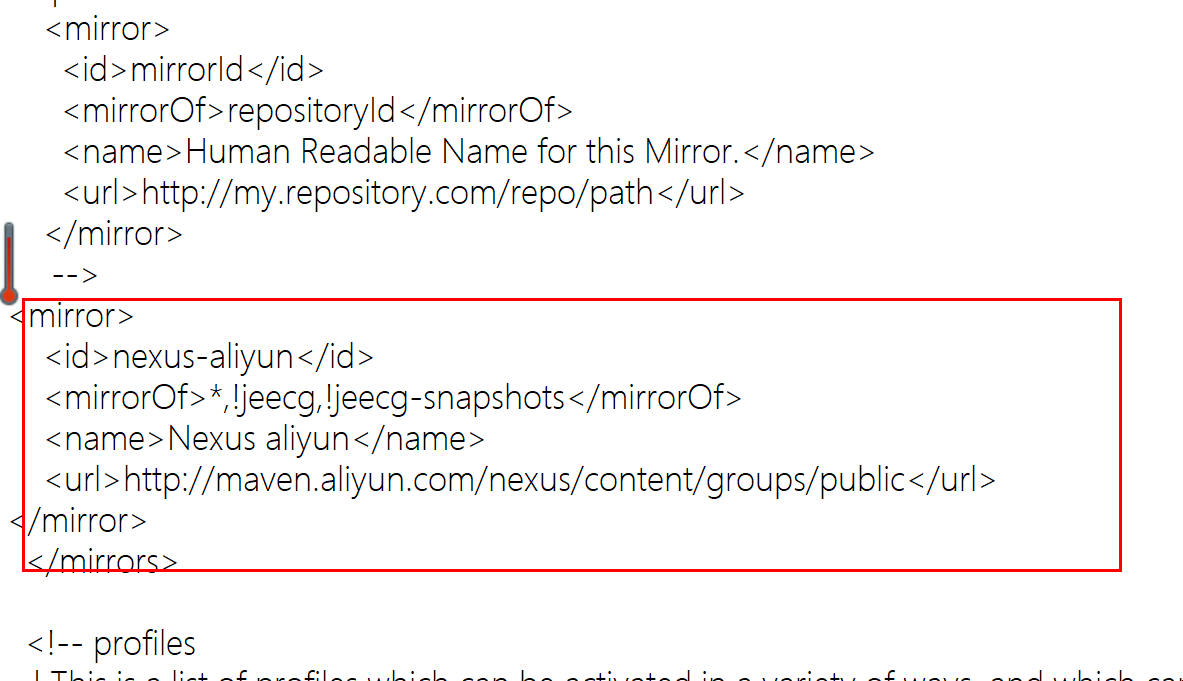 <mirror>
<id>mirrorId</id>
<mirrorOf>repositoryId</mirrorOf>
<name>Human Readable Name for this Mirror.</name>
<url>http://my.repository.com/repo/path</url>
</mirror>
-->
<mirror>
<id>nexus-aliyun</id>
<mirrorOf>*,!jeecg,!jeecg-snapshots</mirrorOf>
<name>Nexus aliyun</name>
<url>http://maven.aliyun.com/nexus/content/groups/public</url>
</mirror>
</mirrors>
<!-- profiles
| This is a list of profiles which can be activated in a variety of ways, and which can